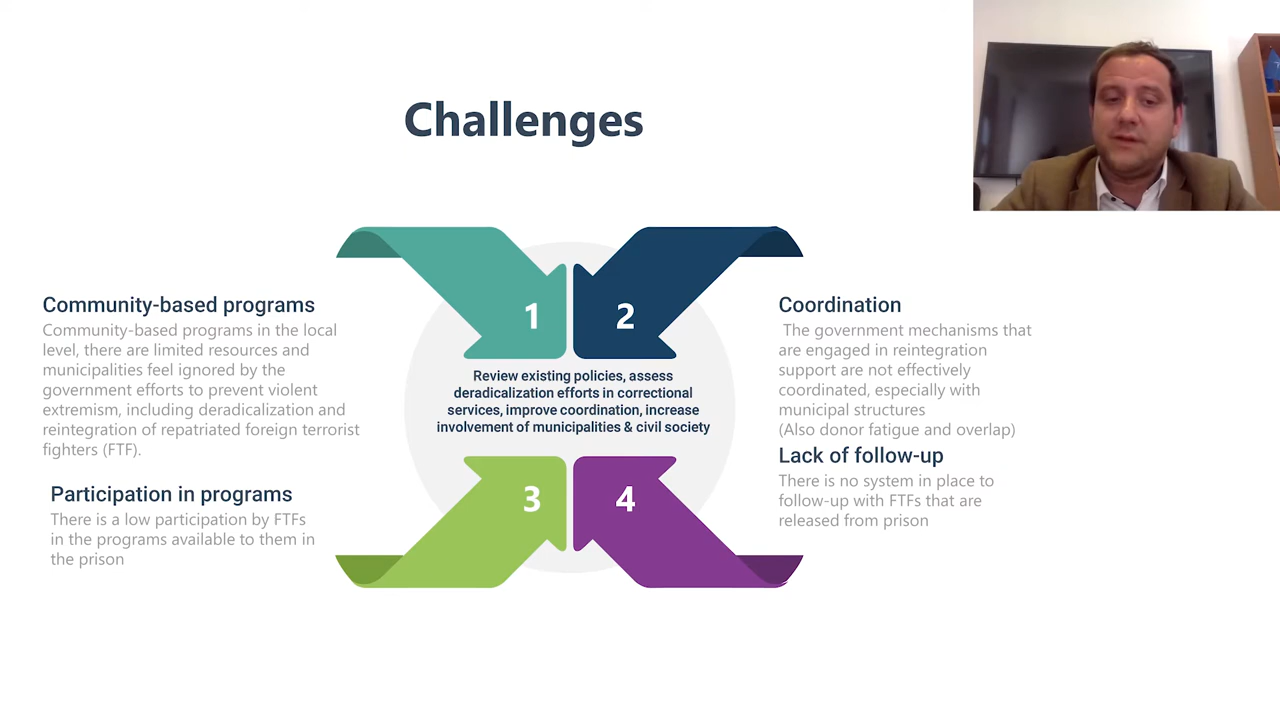 Challenges
Community-based programs
Community-based programs in the local
level, there are limited resources and
municipalities feel ignored by the
government efforts to prevent violent
extremism, including deradicalization and
reintegration of repatriated foreign terrorist
fighters (FTF).
1
2
Coordination
The government mechanisms that
are engaged in reintegration
support are not effectively
coordinated, especially with
municipal structures
(Also donor fatigue and overlap)
Review existing policies, assess
deradicalization efforts in correctional
services, improve coordination, increase
involvement of municipalities & civil society
Participation in programs
There is a low participation by FTFs
in the programs available to them in
the prison
3
4
Lack of follow-up
There is no system in place to
follow-up with FTFs that are
released from prison